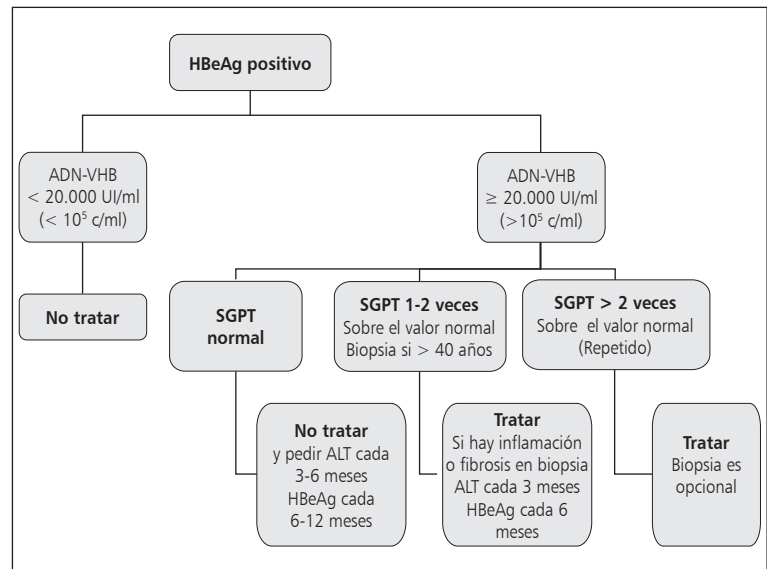 HBeAg positivo
ADN-VHB
< 20.000 UI/ml
(< 10⁵ c/ml)
ADN-VHB
≥ 20.000 UI/ml
(>10⁵ c/ml)
No tratar
SGPT
normal
SGPT 1-2 veces
Sobre el valor normal
Biopsia si > 40 años
SGPT > 2 veces
Sobre el valor normal
(Repetido)
No tratar
y pedir ALT cada
3-6 meses
HBeAg cada
6-12 meses
Tratar
Si hay inflamación
o fibrosis en biopsia
ALT cada 3 meses
HBeAg cada 6
meses
Tratar
Biopsia es
opcional